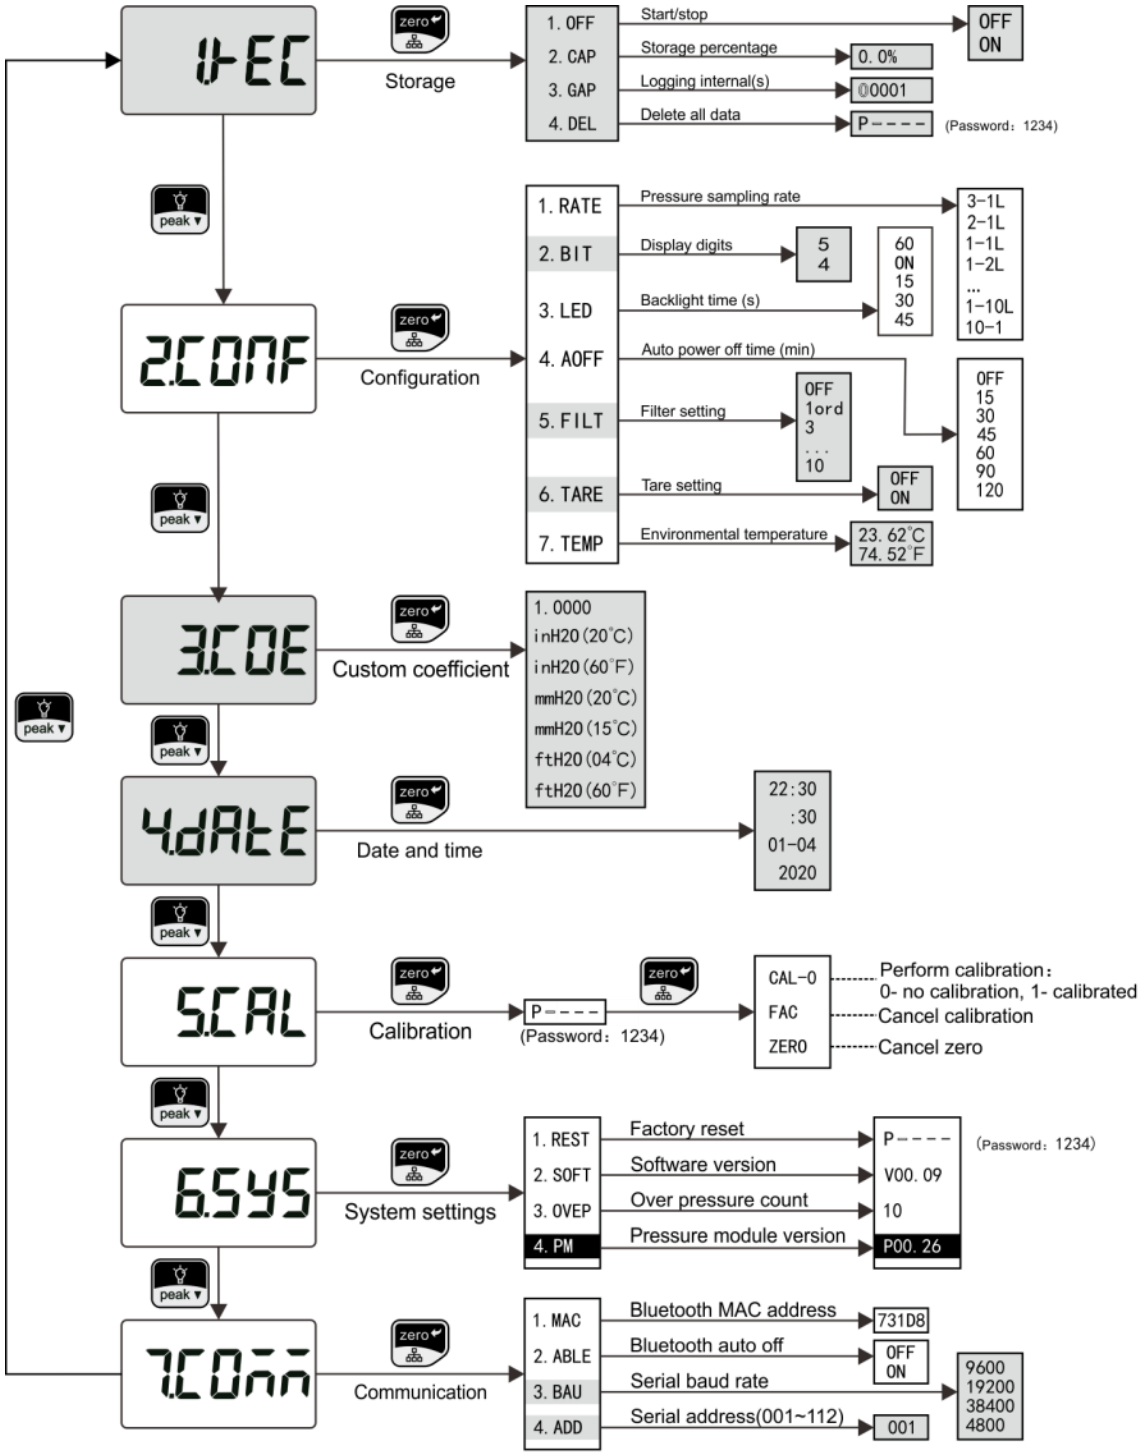 1.rEC
zero
Storage
1. OFF
Start/stop
OFF
ON
2. CAP
Storage percentage
0. 0%
3. GAP
Logging internal(s)
00001
4. DEL
Delete all data
P----
(Password: 1234)
peak ▼
2.CONF
zero
Configuration
1. RATE
Pressure sampling rate
3-1L
2-1L
1-1L
1-2L
...
1-10L
10-1
2. BIT
Display digits
5
4
3. LED
Backlight time (s)
60
ON
15
30
45
4. AOFF
Auto power off time (min)
OFF
15
30
45
60
90
120
5. FILT
Filter setting
OFF
1ord
3
...
10
6. TARE
Tare setting
OFF
ON
7. TEMP
Environmental temperature
23. 62°C
74. 52°F
peak ▼
3.COE
zero
Custom coefficient
1. 0000
inH2O(20°C)
inH2O(60°F)
mmH2O(20°C)
mmH2O(15°C)
ftH2O(04°C)
ftH2O(60°F)
peak ▼
peak ▼
4.dAtE
zero
Date and time
22:30
:30
01-04
2020
peak ▼
5.CAL
zero
Calibration
P----
(Password: 1234)
zero
CAL-0
Perform calibration:
0- no calibration, 1- calibrated
FAC
Cancel calibration
ZERO
Cancel zero
peak ▼
6.SYS
zero
System settings
1. REST
Factory reset
P----
(Password: 1234)
2. SOFT
Software version
V00. 09
3. OVEP
Over pressure count
10
4. PM
Pressure module version
P00. 26
peak ▼
7.COmm
zero
Communication
1. MAC
Bluetooth MAC address
731D8
2. ABLE
Bluetooth auto off
OFF
ON
3. BAU
Serial baud rate
9600
19200
38400
4800
4. ADD
Serial address(001~112)
001